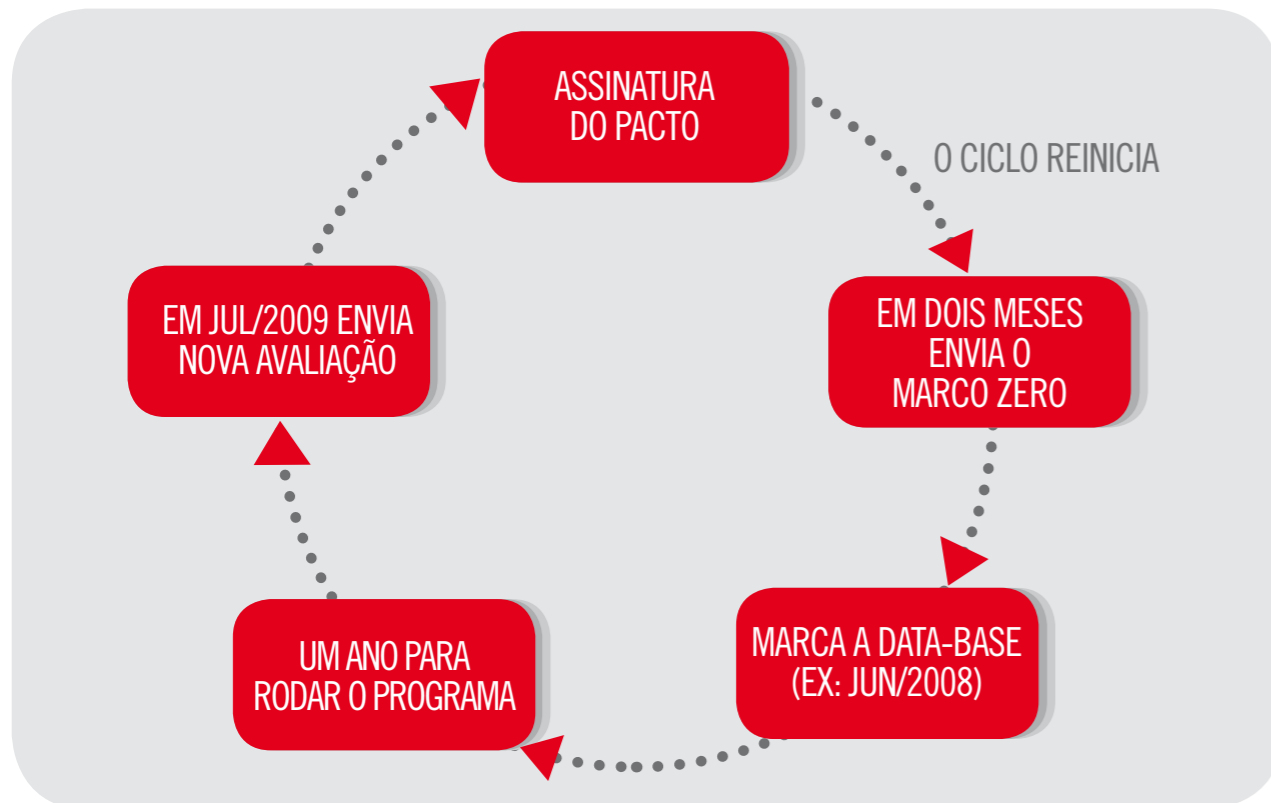 ASSINATURA
DO PACTO
O CICLO REINICIA
EM DOIS MESES
ENVIA O
MARCO ZERO
MARCA A DATA-BASE
(EX: JUN/2008)
UM ANO PARA
RODAR O PROGRAMA
EM JUL/2009 ENVIA
NOVA AVALIAÇÃO